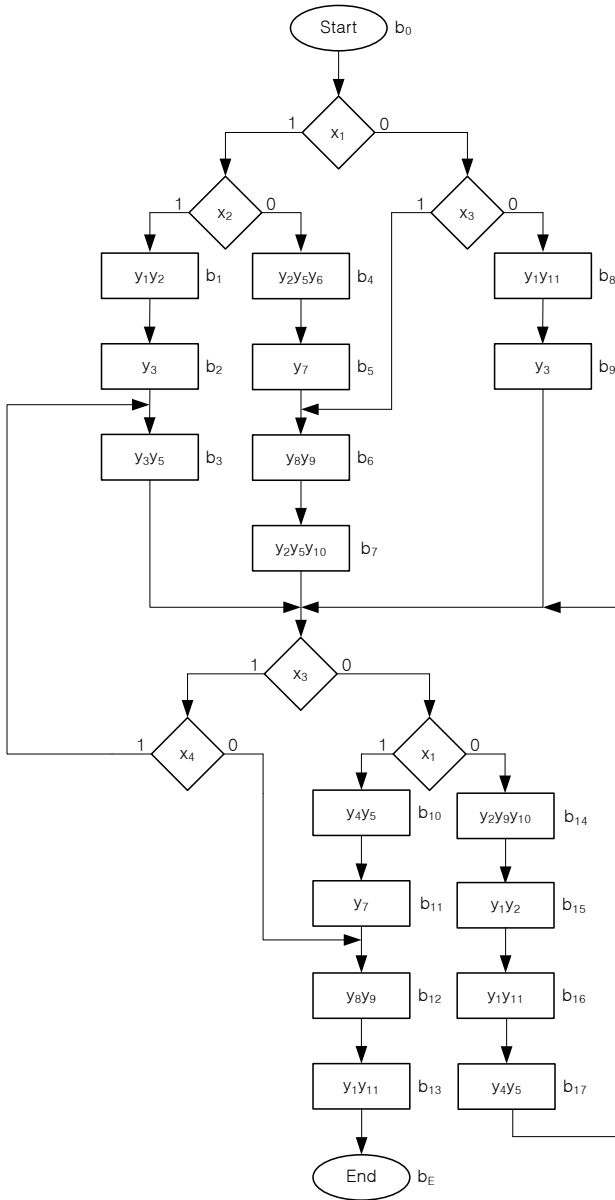 Start b₀
1 x₁ 0
1 x₂ 0 1 x₃ 0
y₁y₂ b₁ y₂y₅y₆ b₄ y₁y₁₁ b₈
y₃ b₂ y₇ b₅ y₃ b₉
y₃y₅ b₃ y₈y₉ b₆
y₂y₅y₁₀ b₇
1 x₃ 0
1 x₄ 0 1 x₁ 0
y₄y₅ b₁₀ y₂y₉y₁₀ b₁₄
y₇ b₁₁ y₁y₂ b₁₅
y₈y₉ b₁₂ y₁y₁₁ b₁₆
y₁y₁₁ b₁₃ y₄y₅ b₁₇
End b_E